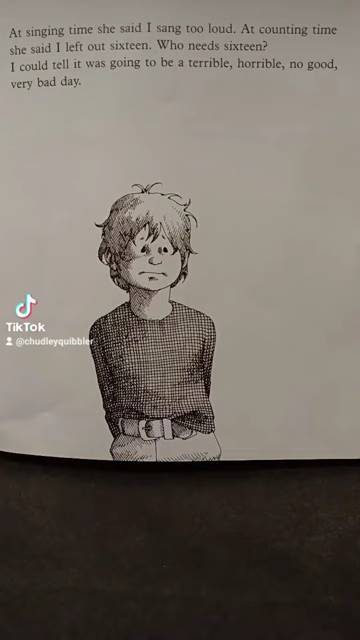 At singing time she said I sang too loud. At counting time
she said I left out sixteen. Who needs sixteen?
I could tell it was going to be a terrible, horrible, no good,
very bad day.
TikTok
@chudleyquibbler